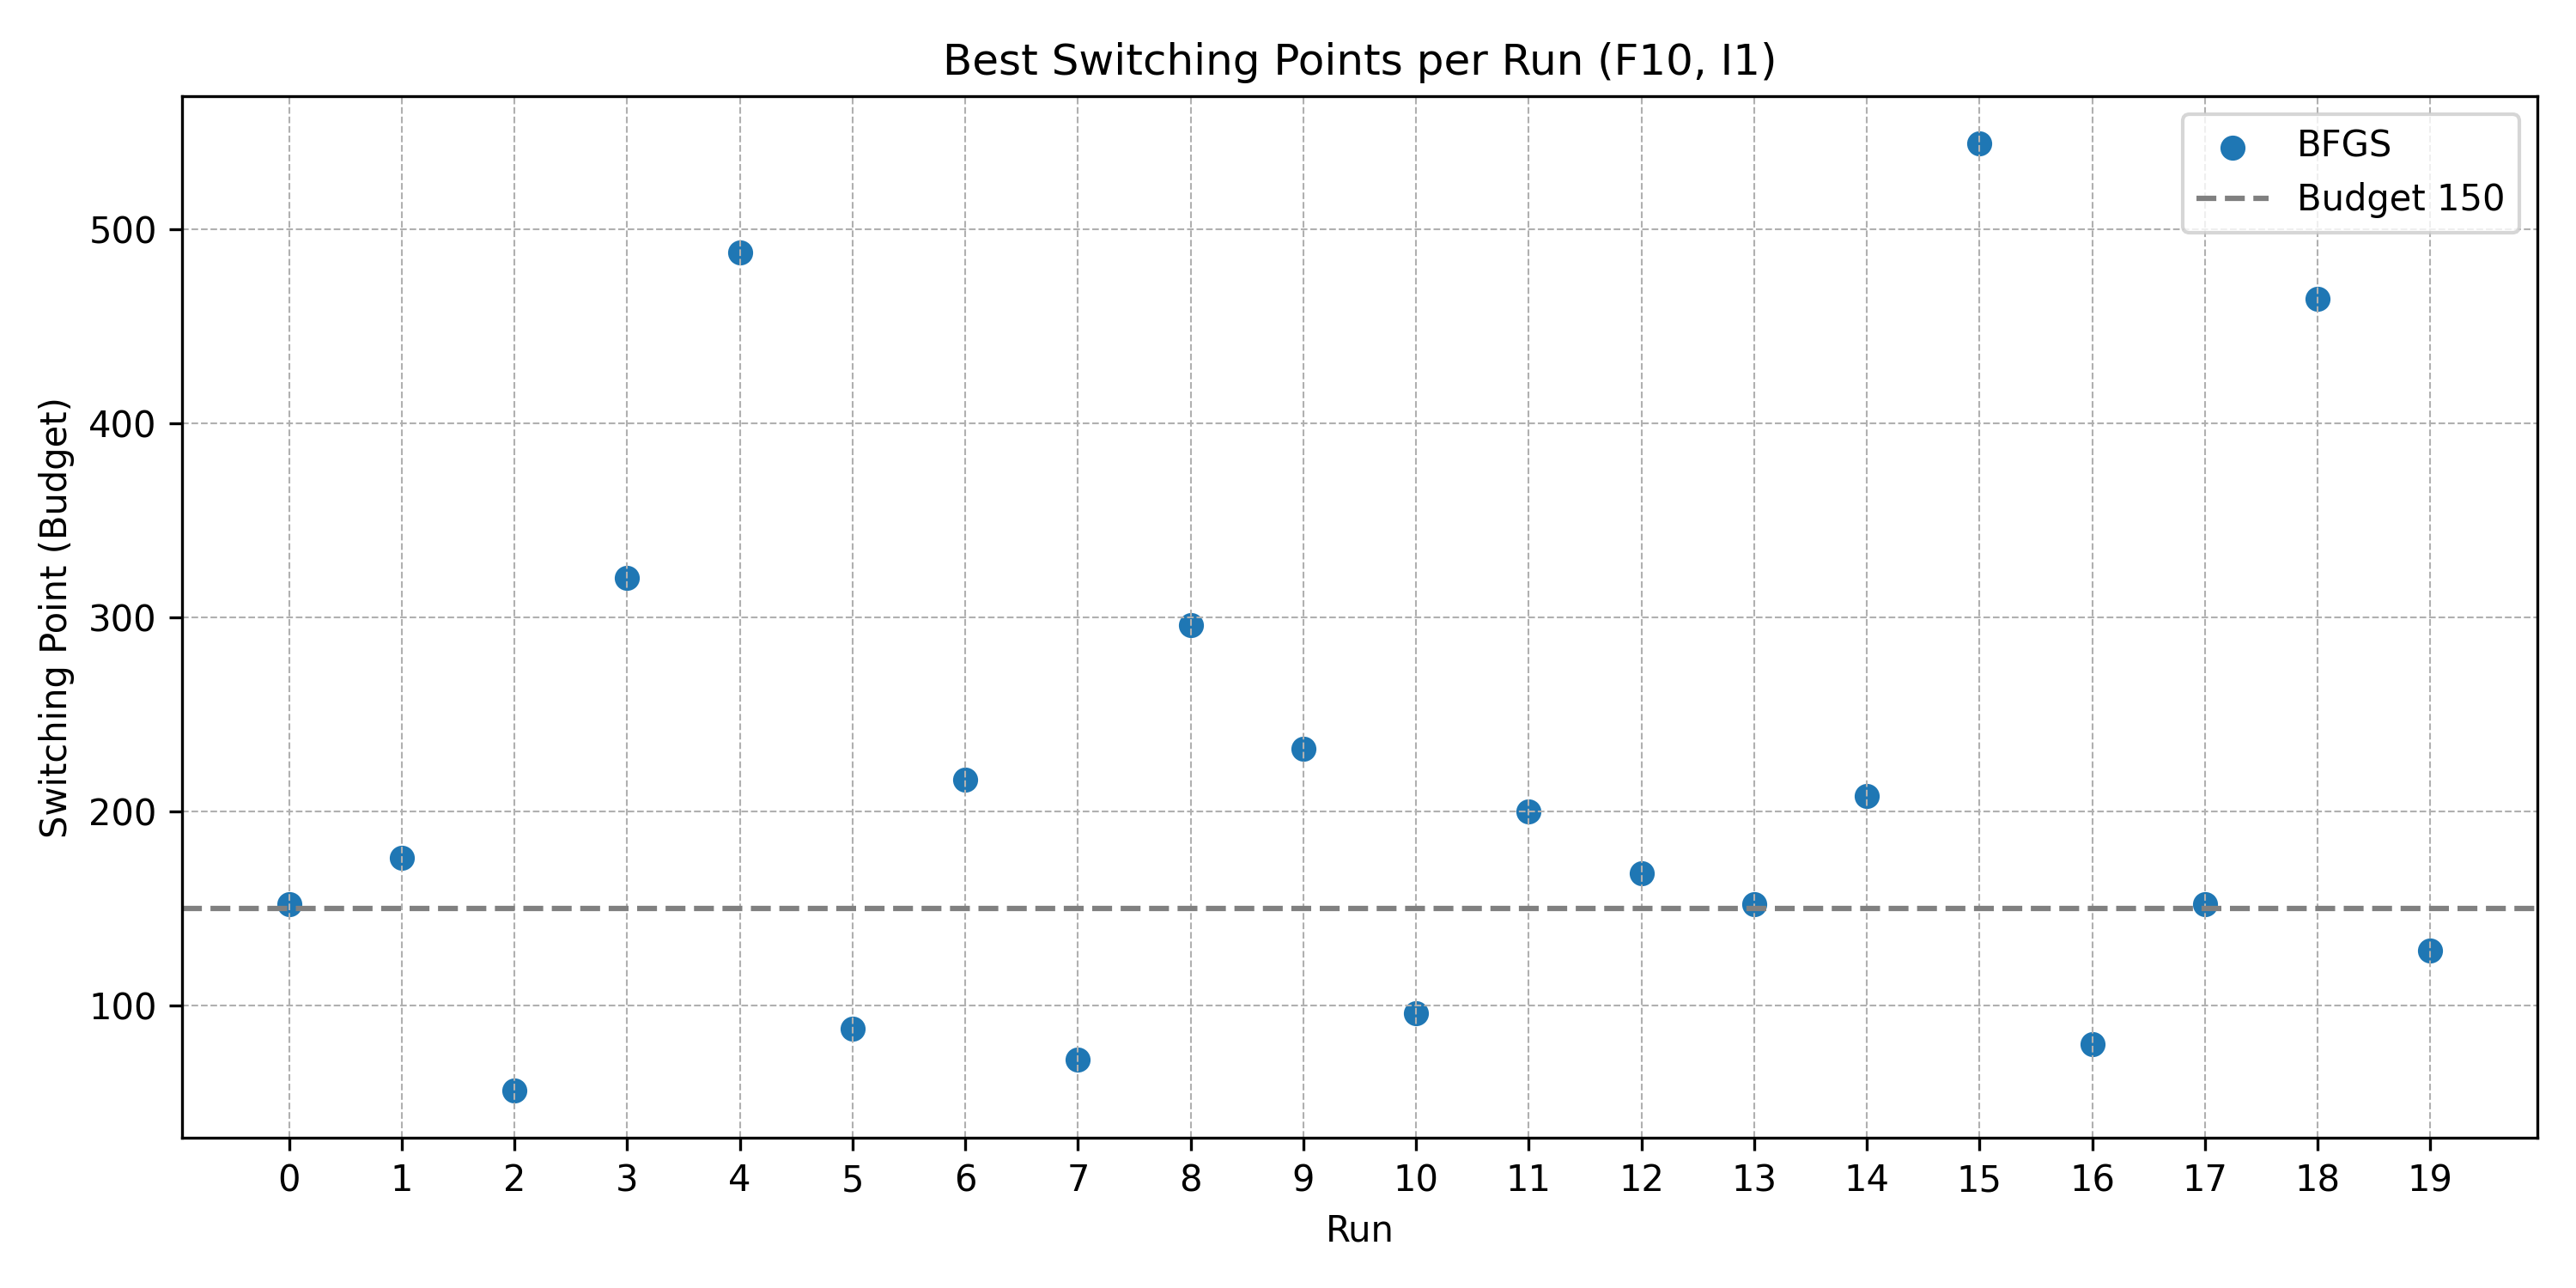 Best Switching Points per Run (F10, I1)
BFGS
Budget 150
Switching Point (Budget)
500
400
300
200
100
0 1 2 3 4 5 6 7 8 9 10 11 12 13 14 15 16 17 18 19
Run